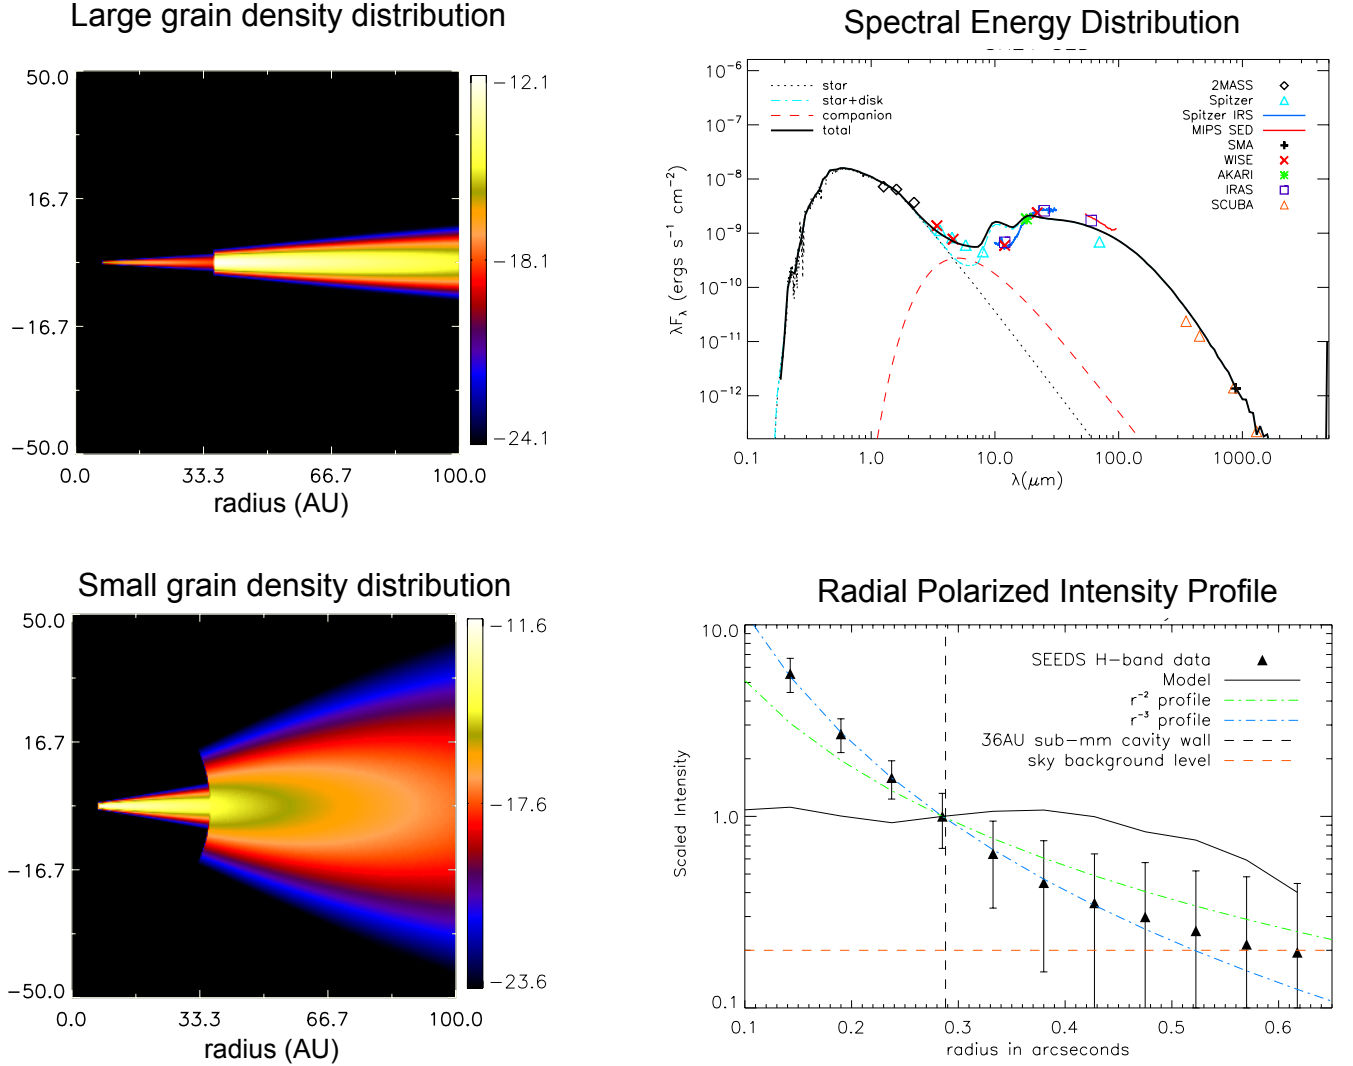 Large grain density distribution
50.0
16.7
−16.7
−50.0
0.0 33.3 66.7 100.0
radius (AU)
−12.1
−18.1
−24.1
Spectral Energy Distribution
star
star+disk
companion
total
2MASS
Spitzer
Spitzer IRS
MIPS SED
SMA
WISE
AKARI
IRAS
SCUBA
λFλ (ergs s−1 cm−2)
10−6
10−7
10−8
10−9
10−10
10−11
10−12
0.1 1.0 10.0 100.0 1000.0
λ(μm)
Small grain density distribution
50.0
16.7
−16.7
−50.0
0.0 33.3 66.7 100.0
radius (AU)
−11.6
−17.6
−23.6
Radial Polarized Intensity Profile
SEEDS H−band data
Model
r−2 profile
r−3 profile
36AU sub−mm cavity wall
sky background level
Scaled Intensity
10.0
1.0
0.1
0.1 0.2 0.3 0.4 0.5 0.6
radius in arcseconds